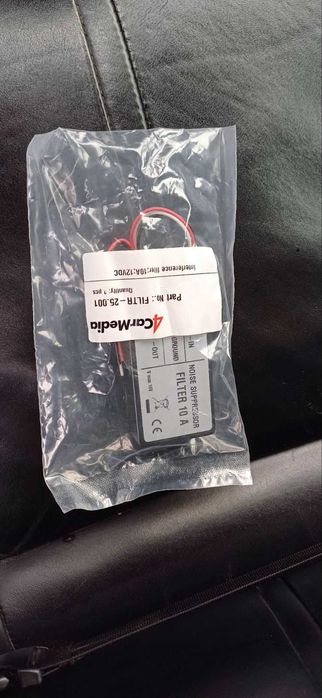 4CarMedia
Part No.: FILTR-25.001
Quantity: 1 pcs
Interference filter:10A;12VDC
-IN
GROUND
-OUT
NOISE SUPPRESSOR
FILTER 10 A
CE